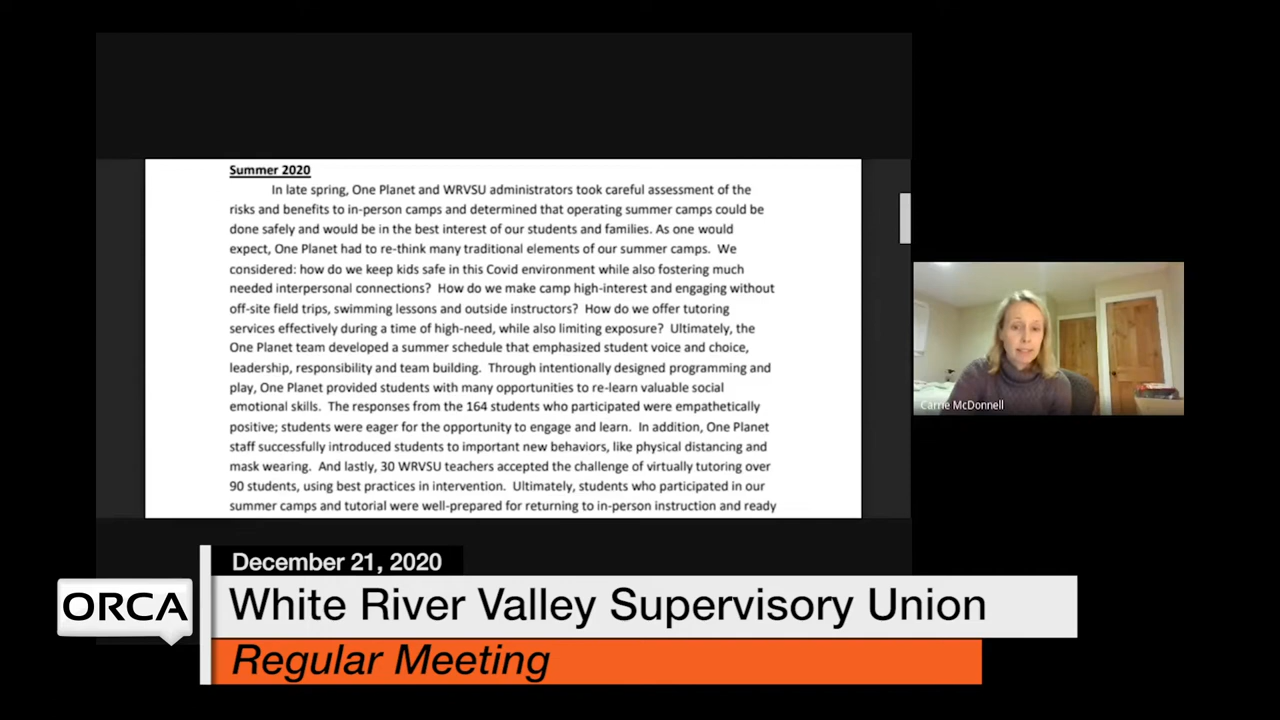 Summer 2020
In late spring, One Planet and WRVSU administrators took careful assessment of the
risks and benefits to in-person camps and determined that operating summer camps could be
done safely and would be in the best interest of our students and families. As one would
expect, One Planet had to re-think many traditional elements of our summer camps. We
considered: how do we keep kids safe in this Covid environment while also fostering much
needed interpersonal connections? How do we make camp high-interest and engaging without
off-site field trips, swimming lessons and outside instructors? How do we offer tutoring
services effectively during a time of high-need, while also limiting exposure? Ultimately, the
One Planet team developed a summer schedule that emphasized student voice and choice,
leadership, responsibility and team building. Through intentionally designed programming and
play, One Planet provided students with many opportunities to re-learn valuable social
emotional skills. The responses from the 164 students who participated were empathetically
positive; students were eager for the opportunity to engage and learn. In addition, One Planet
staff successfully introduced students to important new behaviors, like physical distancing and
mask wearing. And lastly, 30 WRVSU teachers accepted the challenge of virtually tutoring over
90 students, using best practices in intervention. Ultimately, students who participated in our
summer camps and tutorial were well-prepared for returning to in-person instruction and ready
Carrie McDonnell
December 21, 2020
ORCA
White River Valley Supervisory Union
Regular Meeting